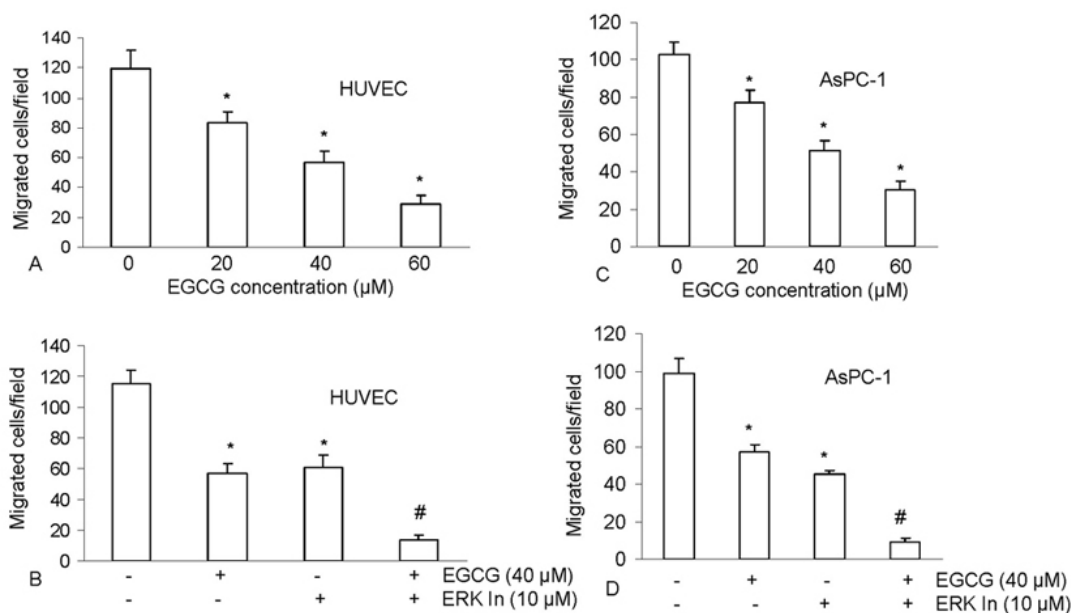 140
120
100
80
60
40
20
0
Migrated cells/field
HUVEC
*
*
*
0 20 40 60
EGCG concentration (µM)
A
120
100
80
60
40
20
0
Migrated cells/field
AsPC-1
*
*
*
0 20 40 60
EGCG concentration (µM)
C
140
120
100
80
60
40
20
0
Migrated cells/field
HUVEC
*
*
#
B
- + - + EGCG (40 µM)
- - + + ERK In (10 µM)
120
100
80
60
40
20
0
Migrated cells/field
AsPC-1
*
*
#
D
- + - + EGCG (40 µM)
- - + + ERK In (10 µM)